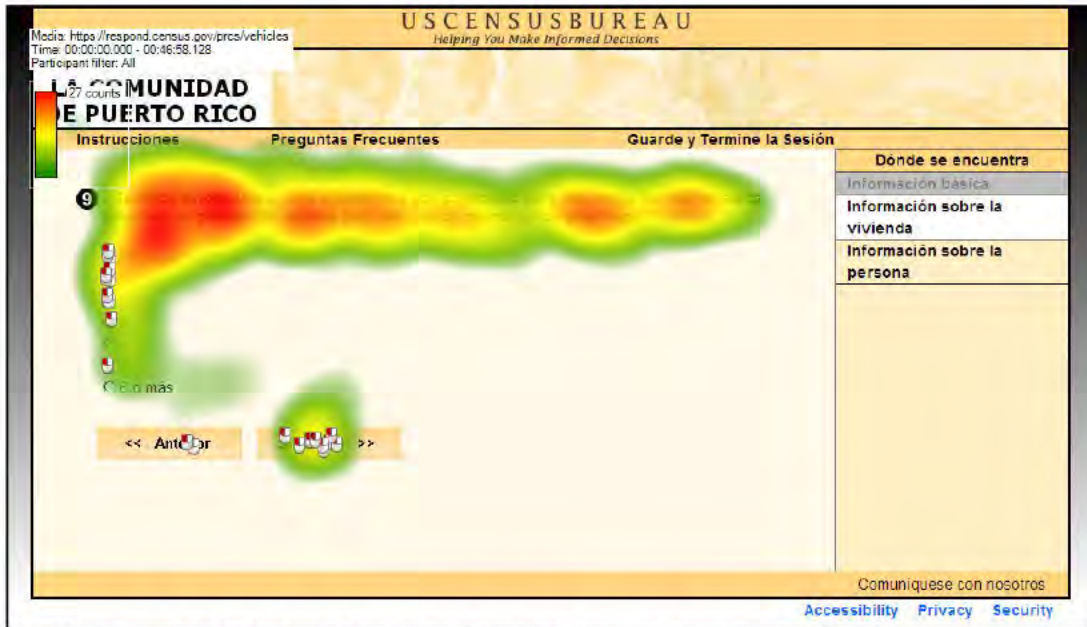 USCENSUSBUREAU
Helping You Make Informed Decisions
Media: https://respond.census.gov/prcs/vehicles
Time: 00:00:00.000 - 00:46:58.128
Participant filter: All
27 counts
LA COMUNIDAD
DE PUERTO RICO
Instrucciones Preguntas Frecuentes Guarde y Termine la Sesión
Dónde se encuentra
Información básica
Información sobre la
vivienda
Información sobre la
persona
9
6 o más
<< Anterior >>
Comuníquese con nosotros
Accessibility Privacy Security